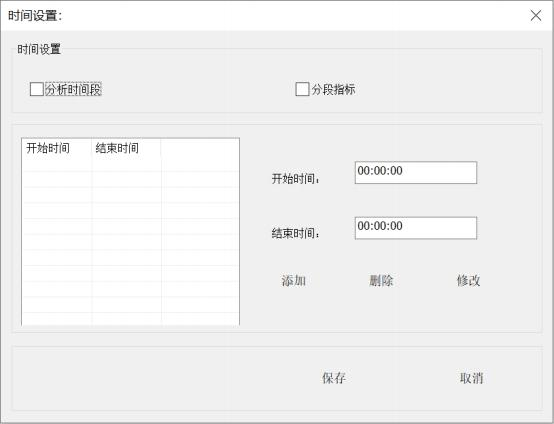 时间设置:
时间设置
分析时间段 分段指标
开始时间 结束时间
开始时间: 00:00:00
结束时间: 00:00:00
添加 删除 修改
保存 取消